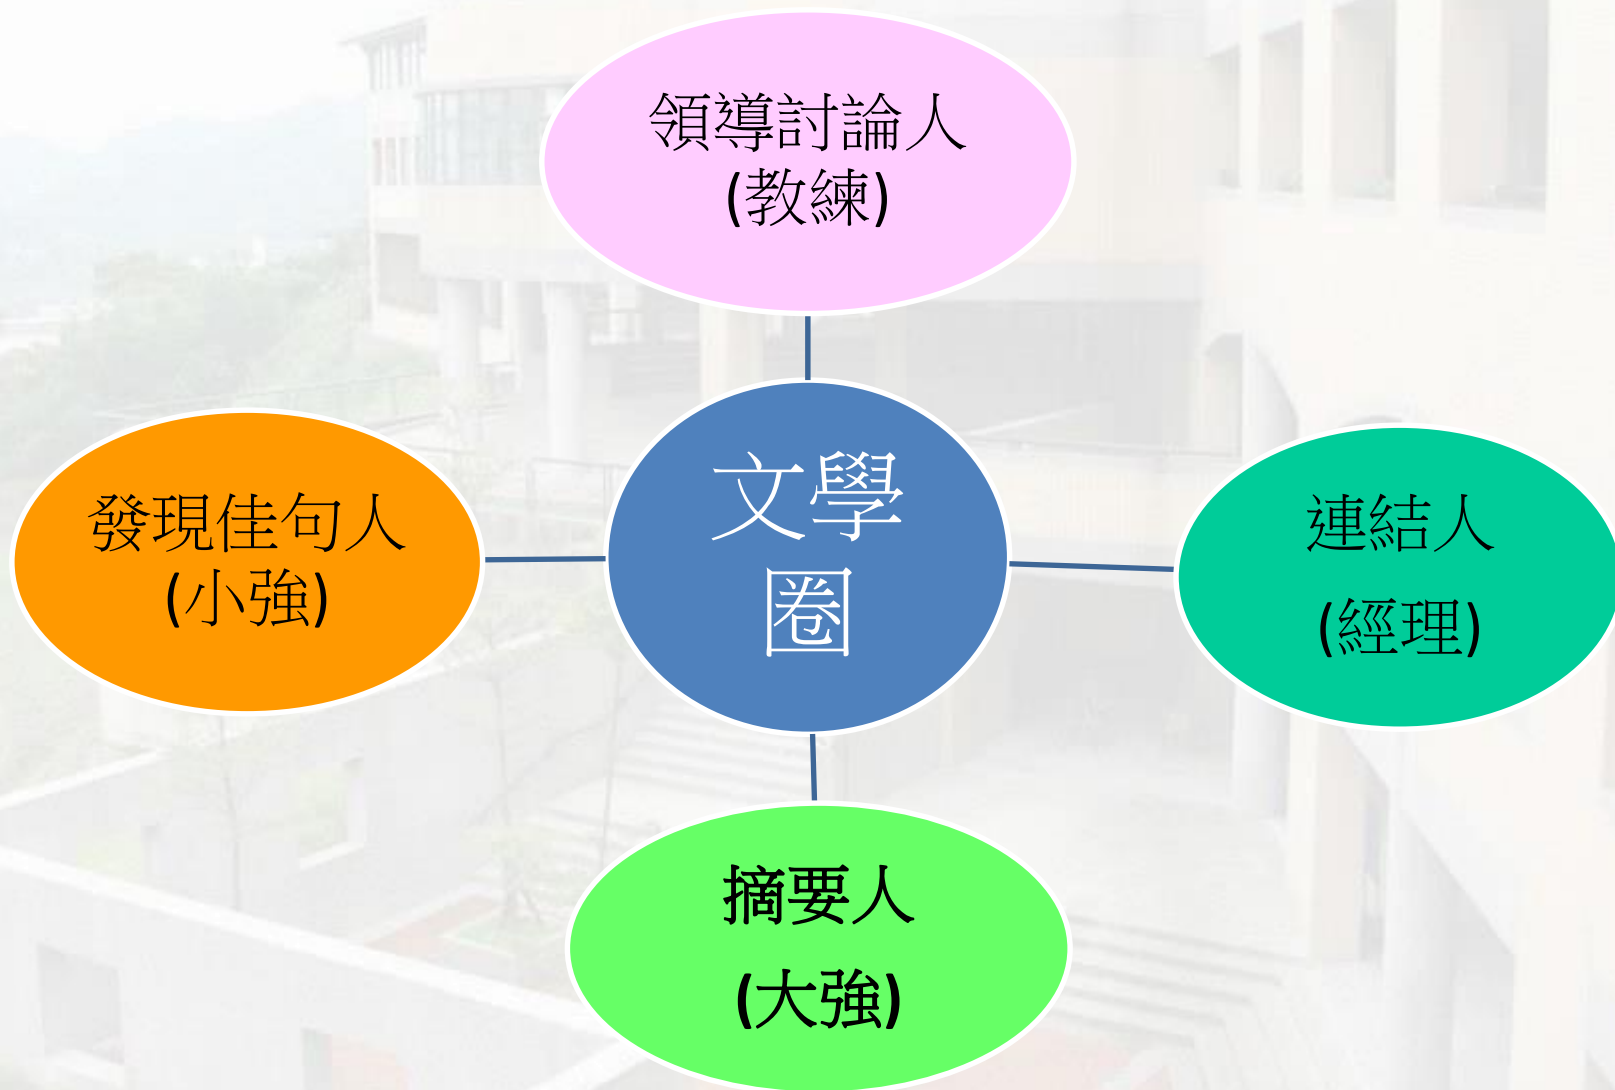 領導討論人
(教練)
發現佳句人
(小強)
文學
圈
連結人
(經理)
摘要人
(大強)